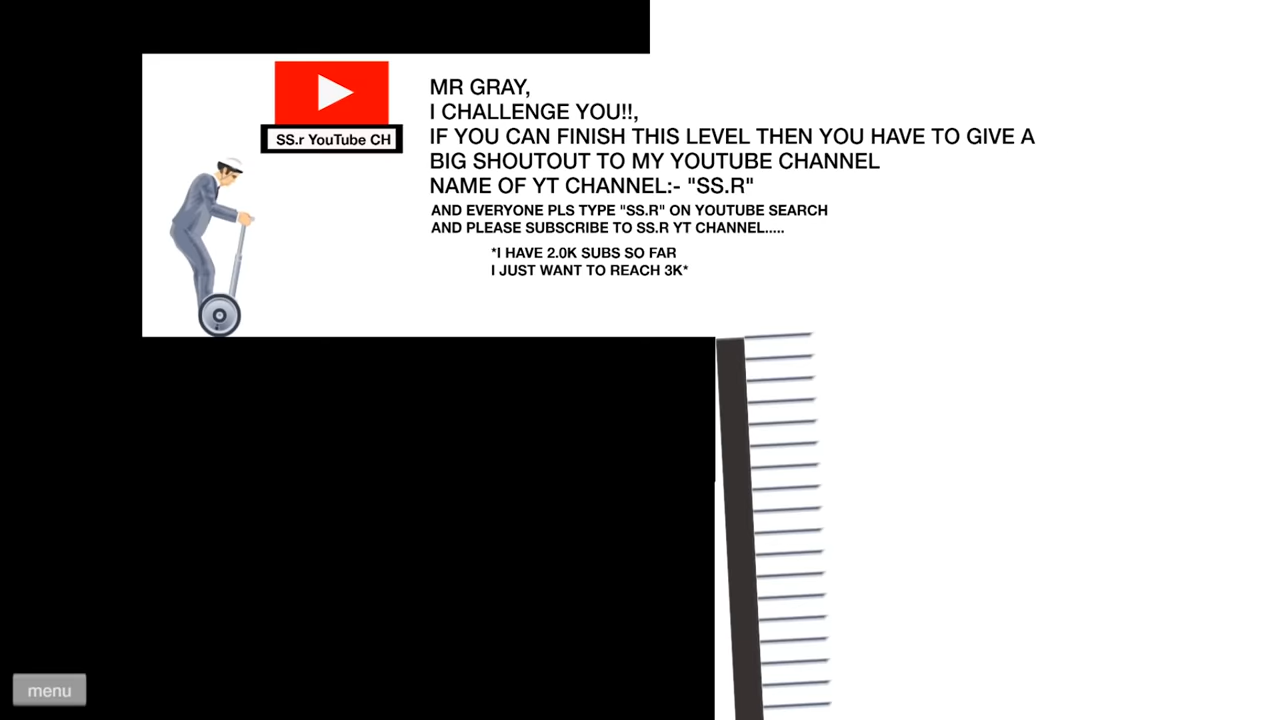 SS.r YouTube CH
MR GRAY,
I CHALLENGE YOU!!,
IF YOU CAN FINISH THIS LEVEL THEN YOU HAVE TO GIVE A
BIG SHOUTOUT TO MY YOUTUBE CHANNEL
NAME OF YT CHANNEL:- "SS.R"
AND EVERYONE PLS TYPE "SS.R" ON YOUTUBE SEARCH
AND PLEASE SUBSCRIBE TO SS.R YT CHANNEL.....
*I HAVE 2.0K SUBS SO FAR
I JUST WANT TO REACH 3K*
menu